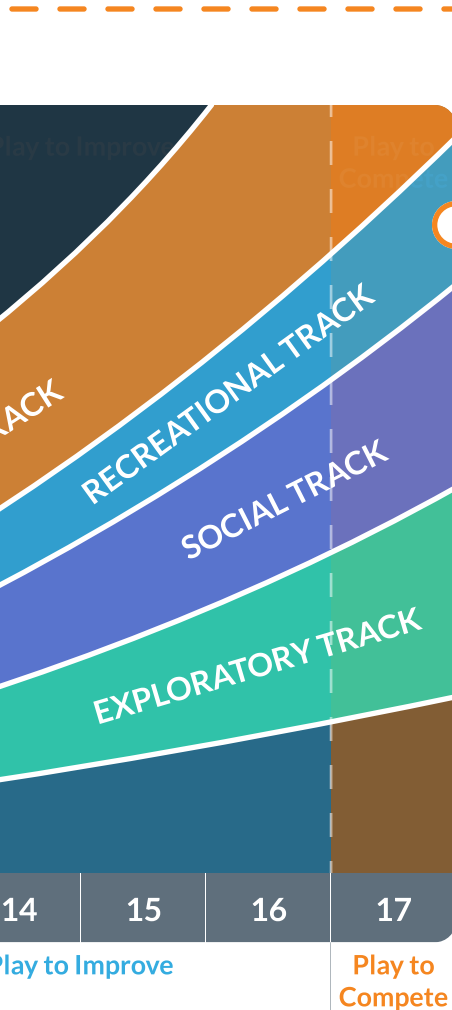 Play to Improve
Play to
Compete
RECREATIONAL TRACK
SOCIAL TRACK
EXPLORATORY TRACK
14 15 16 17
Play to Improve
Play to
Compete